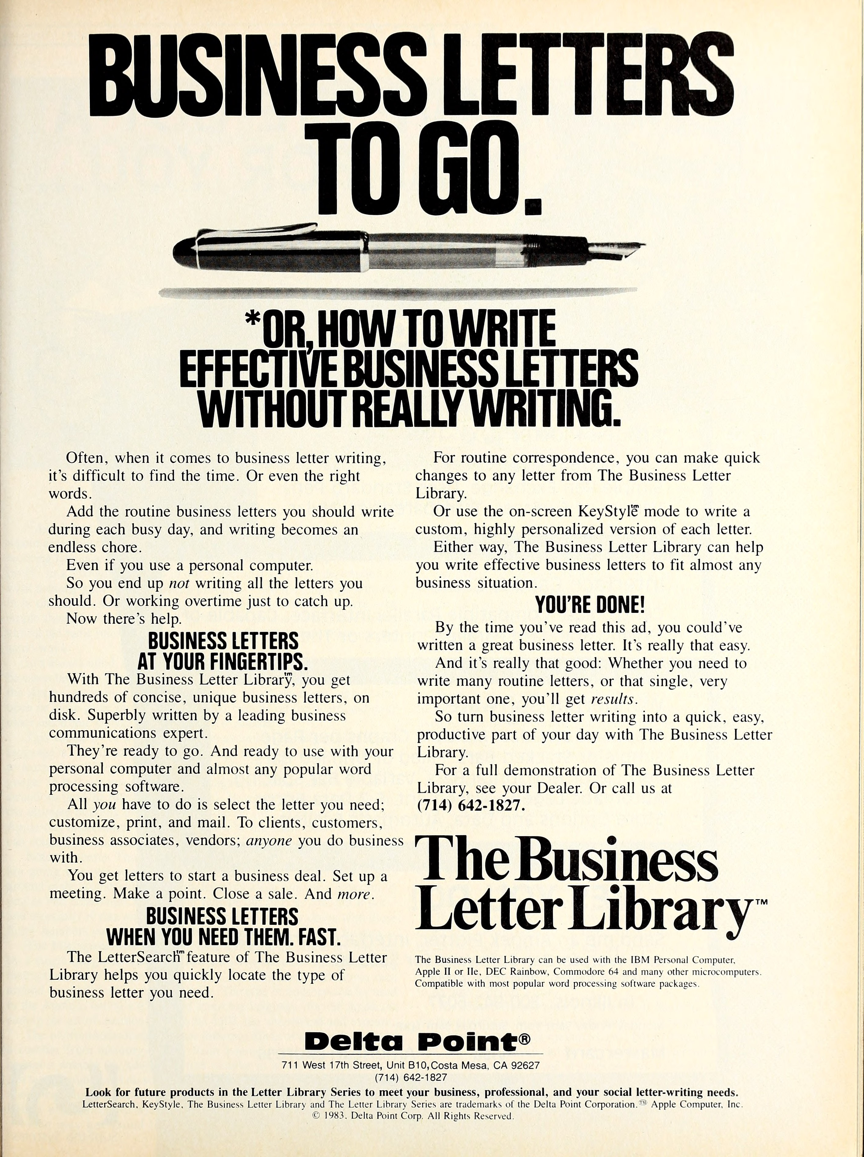 BUSINESS LETTERS
TO GO.
*OR, HOW TO WRITE
EFFECTIVE BUSINESS LETTERS
WITHOUT REALLY WRITING.
Often, when it comes to business letter writing,
it's difficult to find the time. Or even the right
words.
Add the routine business letters you should write
during each busy day, and writing becomes an
endless chore.
Even if you use a personal computer.
So you end up not writing all the letters you
should. Or working overtime just to catch up.
Now there's help.
BUSINESS LETTERS
AT YOUR FINGERTIPS.
With The Business Letter Library,™ you get
hundreds of concise, unique business letters, on
disk. Superbly written by a leading business
communications expert.
They're ready to go. And ready to use with your
personal computer and almost any popular word
processing software.
All you have to do is select the letter you need;
customize, print, and mail. To clients, customers,
business associates, vendors; anyone you do business
with.
You get letters to start a business deal. Set up a
meeting. Make a point. Close a sale. And more.
BUSINESS LETTERS
WHEN YOU NEED THEM. FAST.
The LetterSearch™ feature of The Business Letter
Library helps you quickly locate the type of
business letter you need.
For routine correspondence, you can make quick
changes to any letter from The Business Letter
Library.
Or use the on-screen KeyStyle™ mode to write a
custom, highly personalized version of each letter.
Either way, The Business Letter Library can help
you write effective business letters to fit almost any
business situation.
YOU'RE DONE!
By the time you've read this ad, you could've
written a great business letter. It's really that easy.
And it's really that good: Whether you need to
write many routine letters, or that single, very
important one, you'll get results.
So turn business letter writing into a quick, easy,
productive part of your day with The Business Letter
Library.
For a full demonstration of The Business Letter
Library, see your Dealer. Or call us at
(714) 642-1827.
The Business
Letter Library™
The Business Letter Library can be used with the IBM Personal Computer,
Apple II or IIe, DEC Rainbow, Commodore 64 and many other microcomputers.
Compatible with most popular word processing software packages.
Delta Point®
711 West 17th Street, Unit B10, Costa Mesa, CA 92627
(714) 642-1827
Look for future products in the Letter Library Series to meet your business, professional, and your social letter-writing needs.
LetterSearch, KeyStyle, The Business Letter Library and The Letter Library Series are trademarks of the Delta Point Corporation. Apple Computer, Inc.
© 1983, Delta Point Corp. All Rights Reserved.